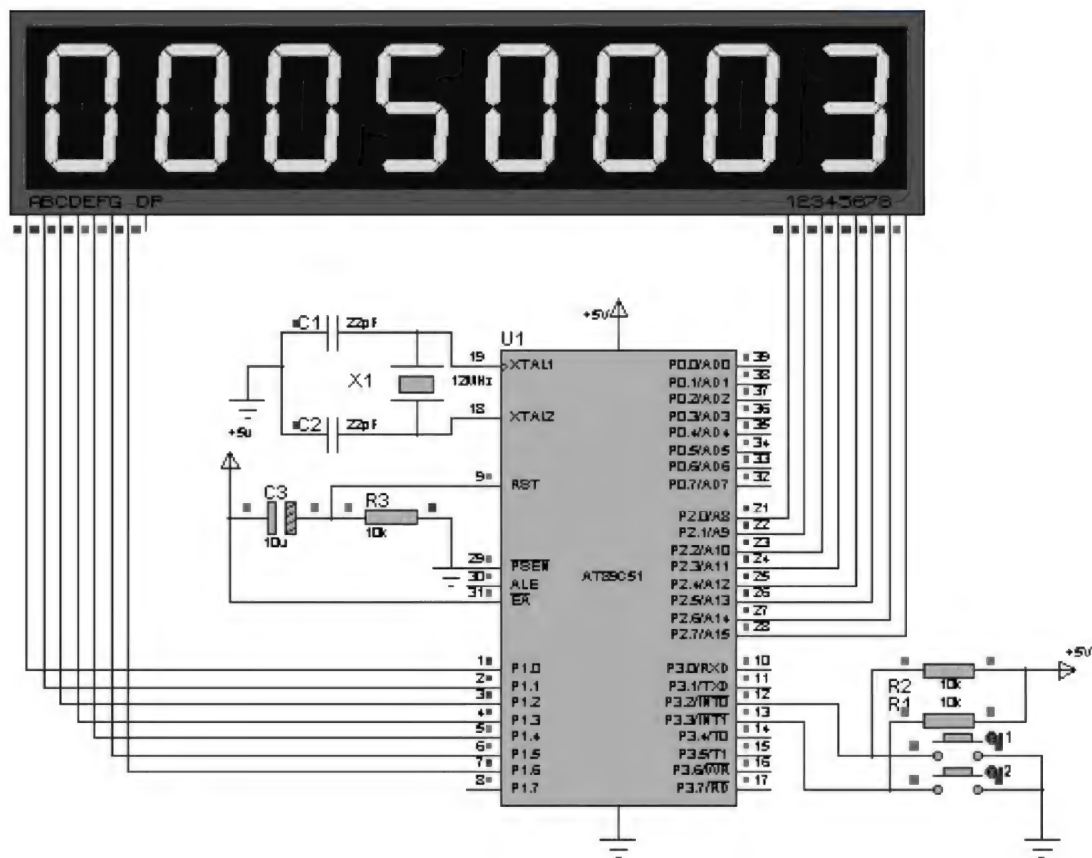 00050003
ABCDEFG DP
12345678
+5V
C1 22pF
U1
X1
12MHz
C2 22pF
+5V
C3
10u
R3
10k
19
18
9
29
30
31
1
2
3
4
5
6
7
8
XTAL1
XTAL2
RST
PSEN
ALE
EA
P1.0
P1.1
P1.2
P1.3
P1.4
P1.5
P1.6
P1.7
AT89C51
P0.0/AD0
P0.1/AD1
P0.2/AD2
P0.3/AD3
P0.4/AD4
P0.5/AD5
P0.6/AD6
P0.7/AD7
P2.0/A8
P2.1/A9
P2.2/A10
P2.3/A11
P2.4/A12
P2.5/A13
P2.6/A14
P2.7/A15
P3.0/RXD
P3.1/TXD
P3.2/INT0
P3.3/INT1
P3.4/T0
P3.5/T1
P3.6/WR
P3.7/RD
39
38
37
36
35
34
33
32
21
22
23
24
25
26
27
28
10
11
12
13
14
15
16
17
+5V
R2
10k
R1
10k